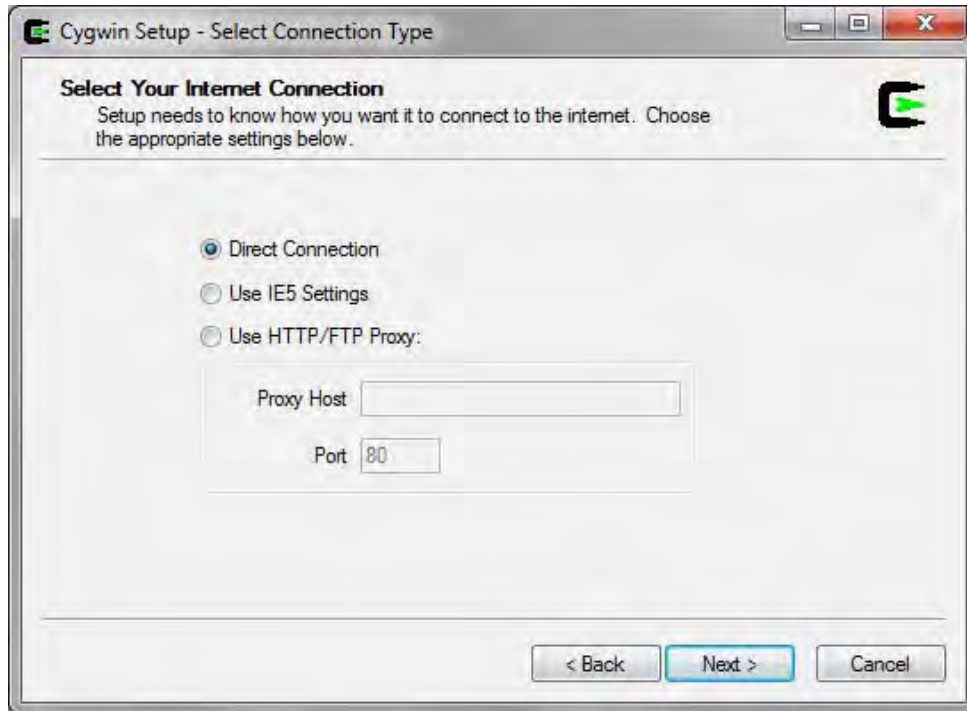 Cygwin Setup - Select Connection Type
Select Your Internet Connection
Setup needs to know how you want it to connect to the internet. Choose
the appropriate settings below.
Direct Connection
Use IE5 Settings
Use HTTP/FTP Proxy:
Proxy Host
Port 80
< Back Next > Cancel